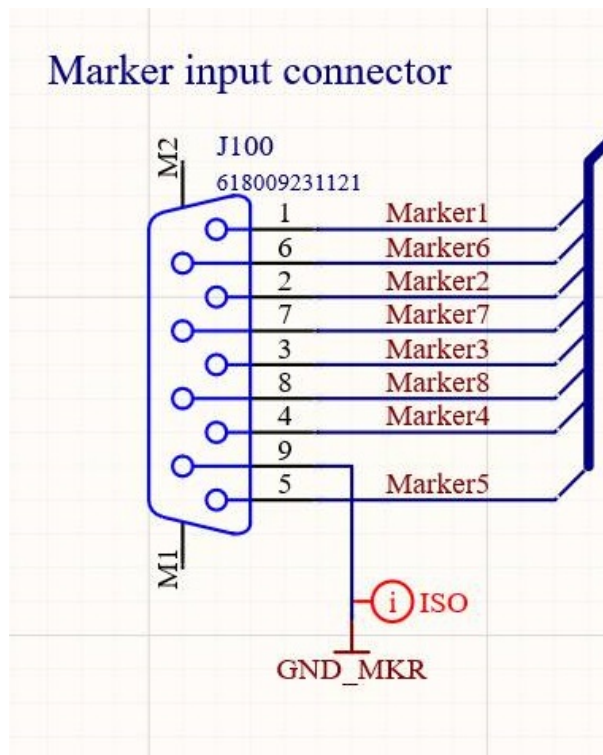 Marker input connector
M2
J100
618009231121
1 Marker1
6 Marker6
2 Marker2
7 Marker7
3 Marker3
8 Marker8
4 Marker4
9
5 Marker5
M1
i ISO
GND_MKR